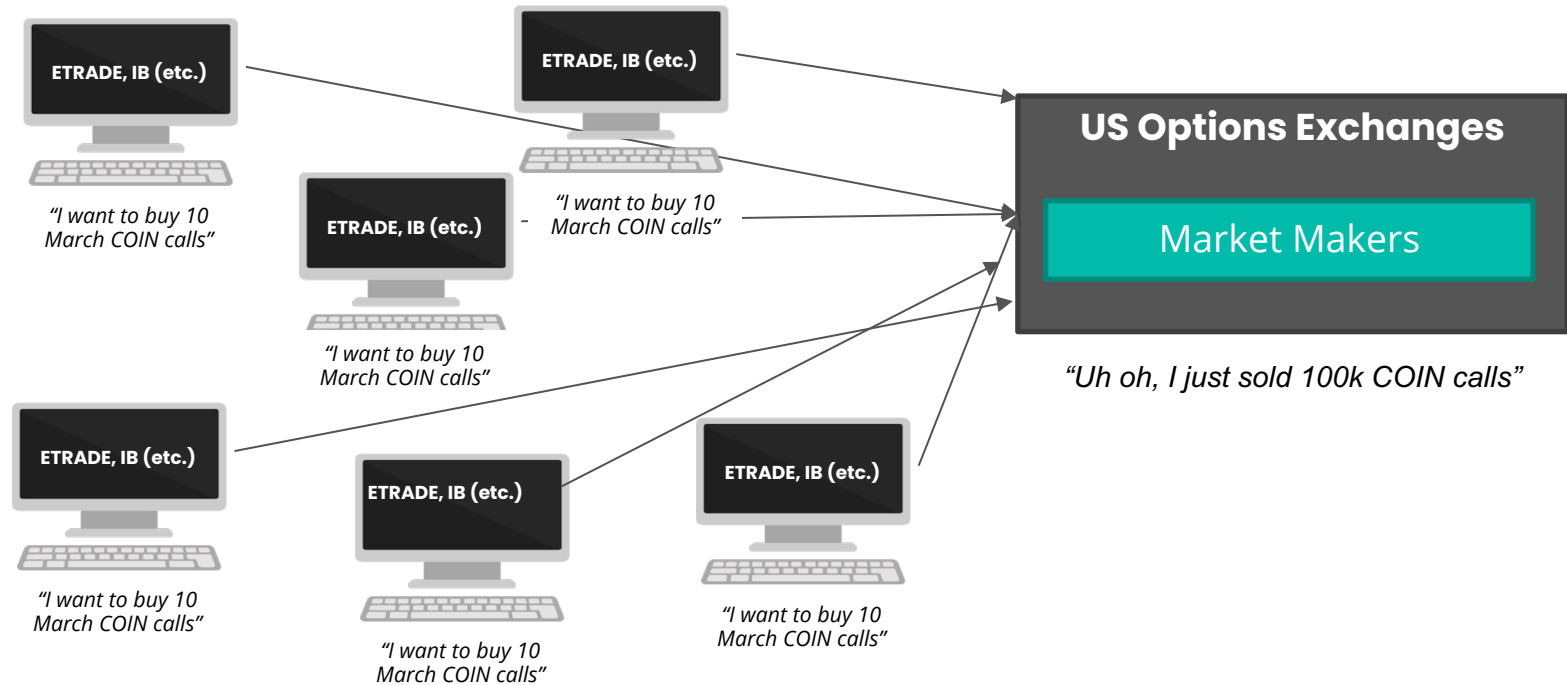 ETRADE, IB (etc.)
“I want to buy 10
March COIN calls”
ETRADE, IB (etc.)
“I want to buy 10
March COIN calls”
ETRADE, IB (etc.)
“I want to buy 10
March COIN calls”
US Options Exchanges
Market Makers
“Uh oh, I just sold 100k COIN calls”
ETRADE, IB (etc.)
“I want to buy 10
March COIN calls”
ETRADE, IB (etc.)
“I want to buy 10
March COIN calls”
ETRADE, IB (etc.)
“I want to buy 10
March COIN calls”